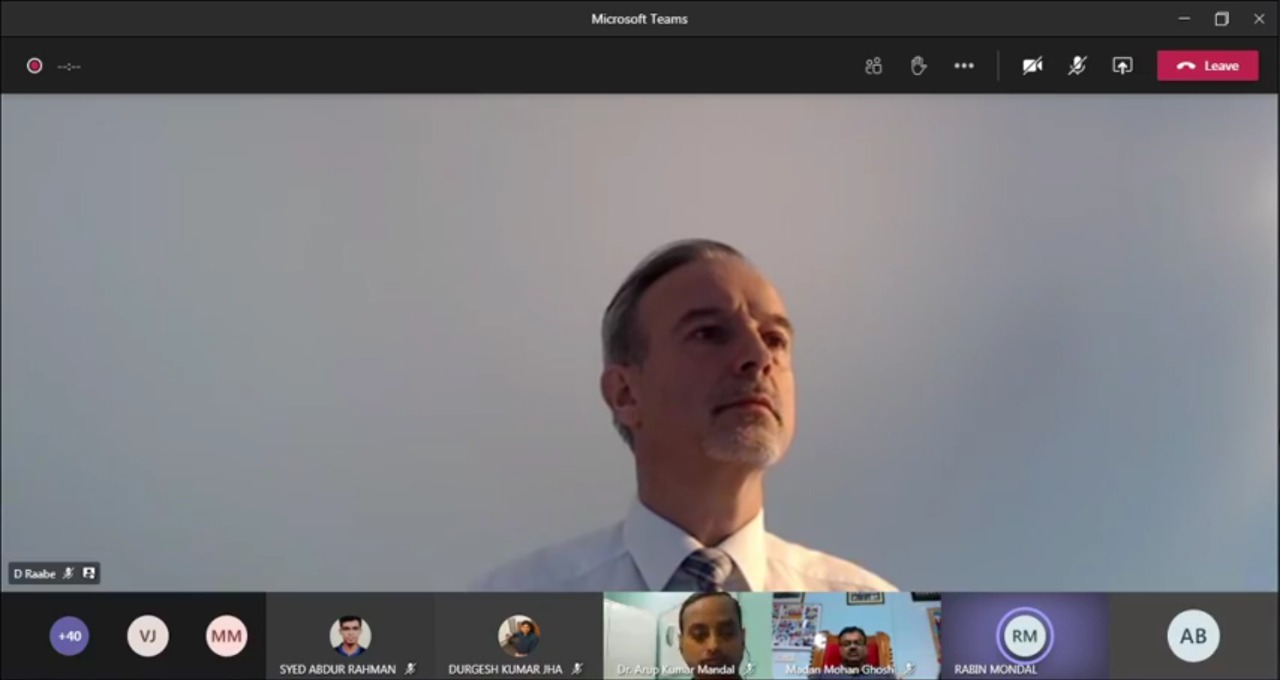 Microsoft Teams
--:--
Leave
D Raabe
+40
VJ
MM
SYED ABDUR RAHMAN
DURGESH KUMAR JHA
Dr. Arup Kumar Mandal
Madan Mohan Ghosh
RM
RABIN MONDAL
AB